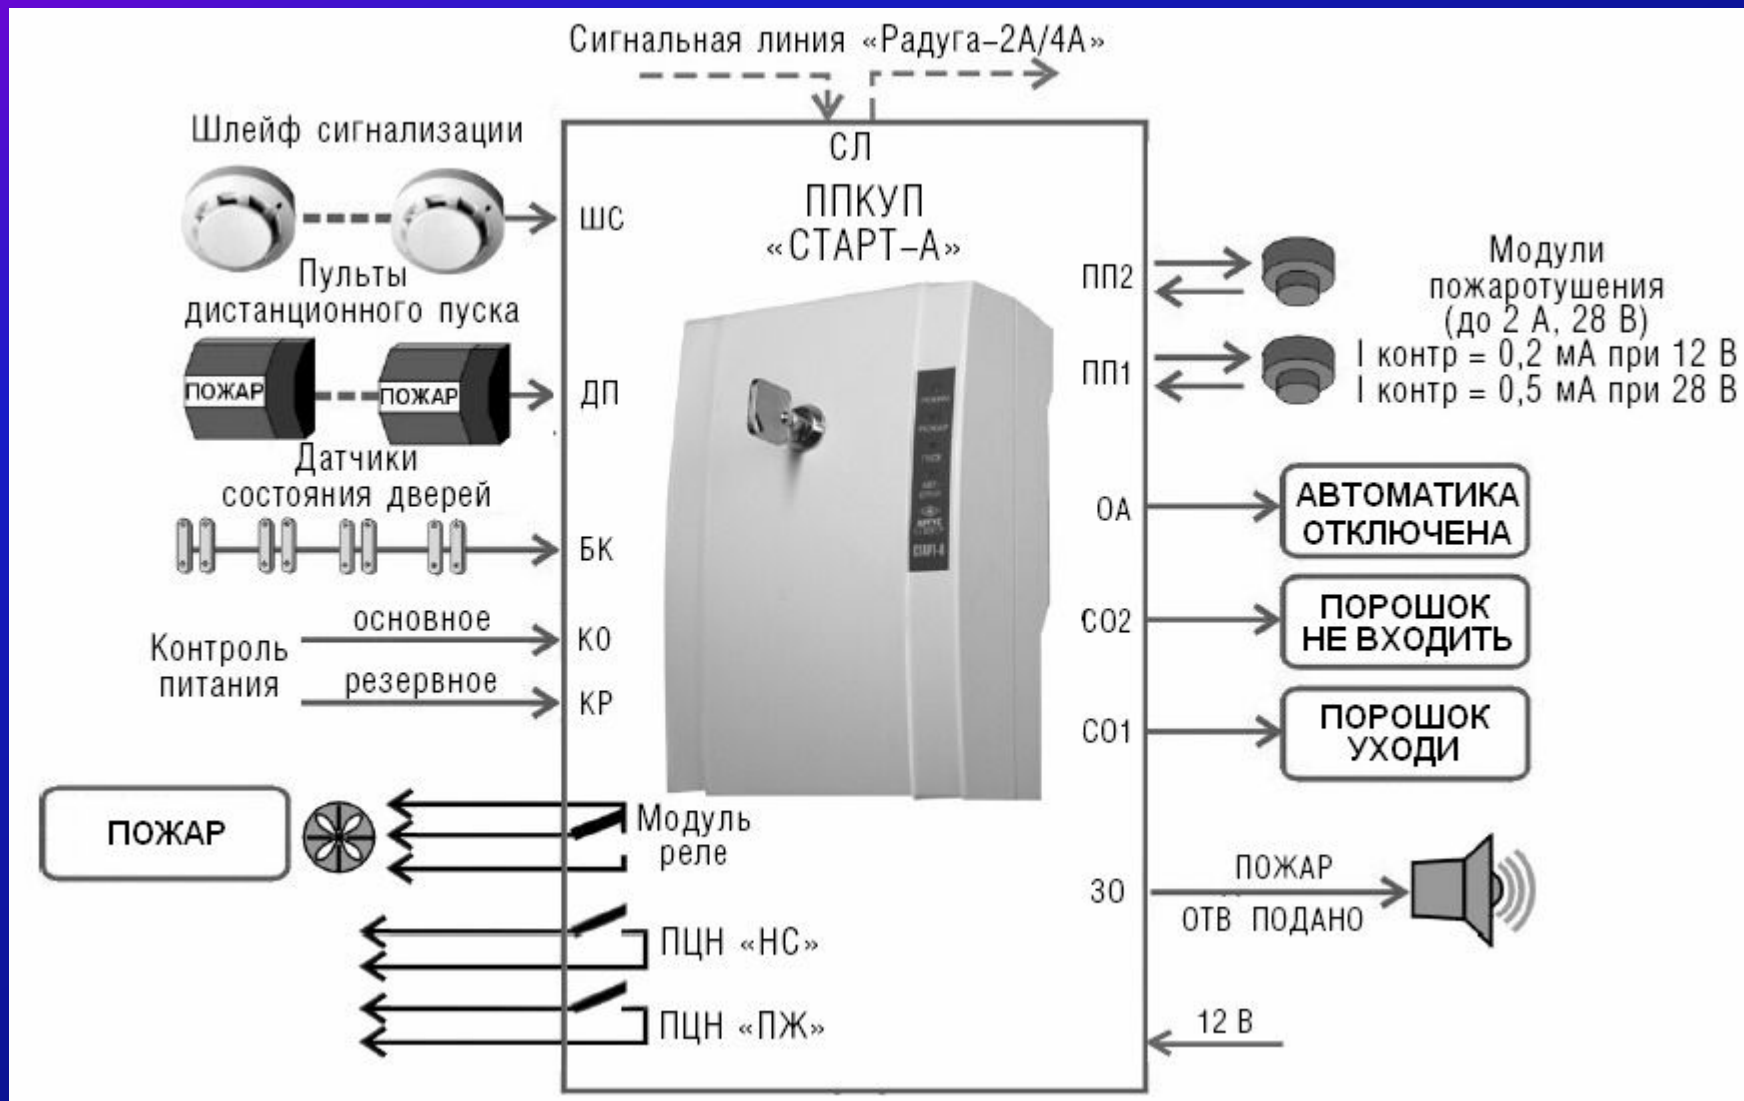 Сигнальная линия «Радуга–2А/4А»
СЛ
ППКУП
«СТАРТ–А»
Шлейф сигнализации
ШС
Пульты
дистанционного пуска
ПОЖАР
ПОЖАР
ДП
Датчики
состояния дверей
БК
Контроль
питания
основное
КО
резервное
КР
ПОЖАР
Модуль
реле
ПЦН «НС»
ПЦН «ПЖ»
СТАРТ-А
ПП2
ПП1
Модули
пожаротушения
(до 2 А, 28 В)
I контр = 0,2 мА при 12 В
I контр = 0,5 мА при 28 В
ОА
АВТОМАТИКА
ОТКЛЮЧЕНА
СО2
ПОРОШОК
НЕ ВХОДИТЬ
СО1
ПОРОШОК
УХОДИ
ЗО
ПОЖАР
ОТВ ПОДАНО
12 В